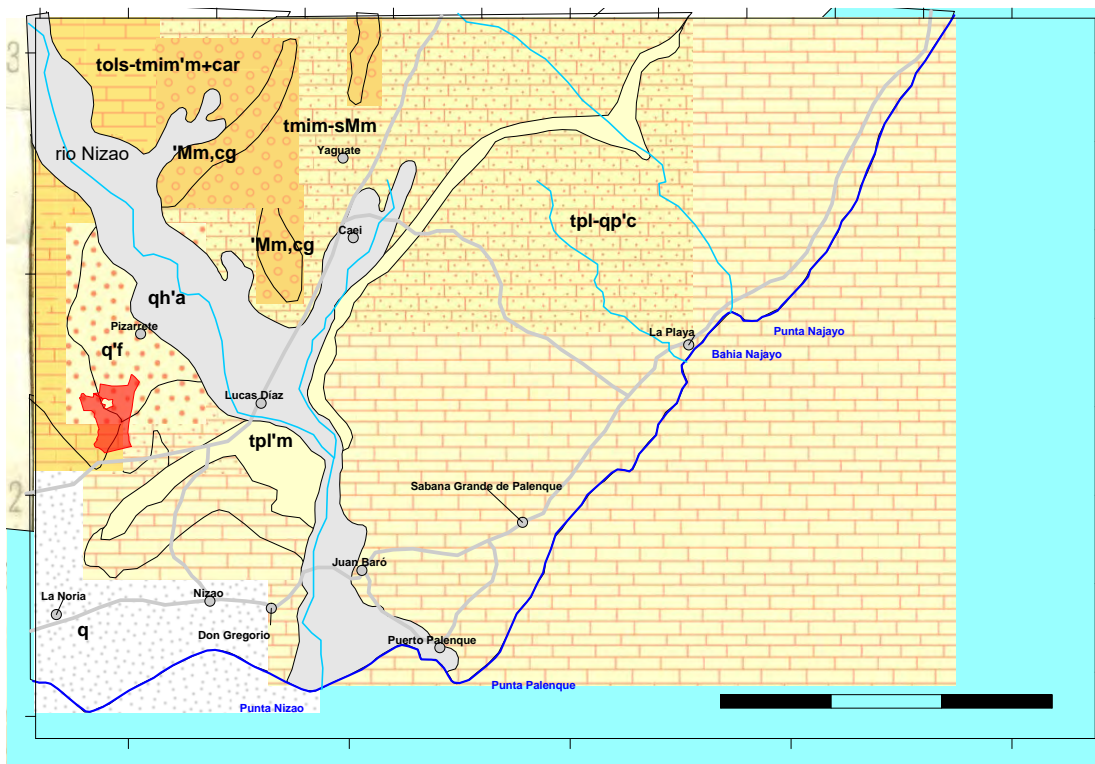 3
tols-tmim'm+car
tmim-sMm
rio Nizao
'Mm,cg
Yaguate
tpl-qp'c
Caei
'Mm,cg
qh'a
Pizarrete
La Playa
Punta Najayo
q'f
Bahia Najayo
Lucas Díaz
tpl'm
2
Sabana Grande de Palenque
Juan Baró
La Noria
Nizao
q
Don Gregorio
Puerto Palenque
Punta Palenque
Punta Nizao